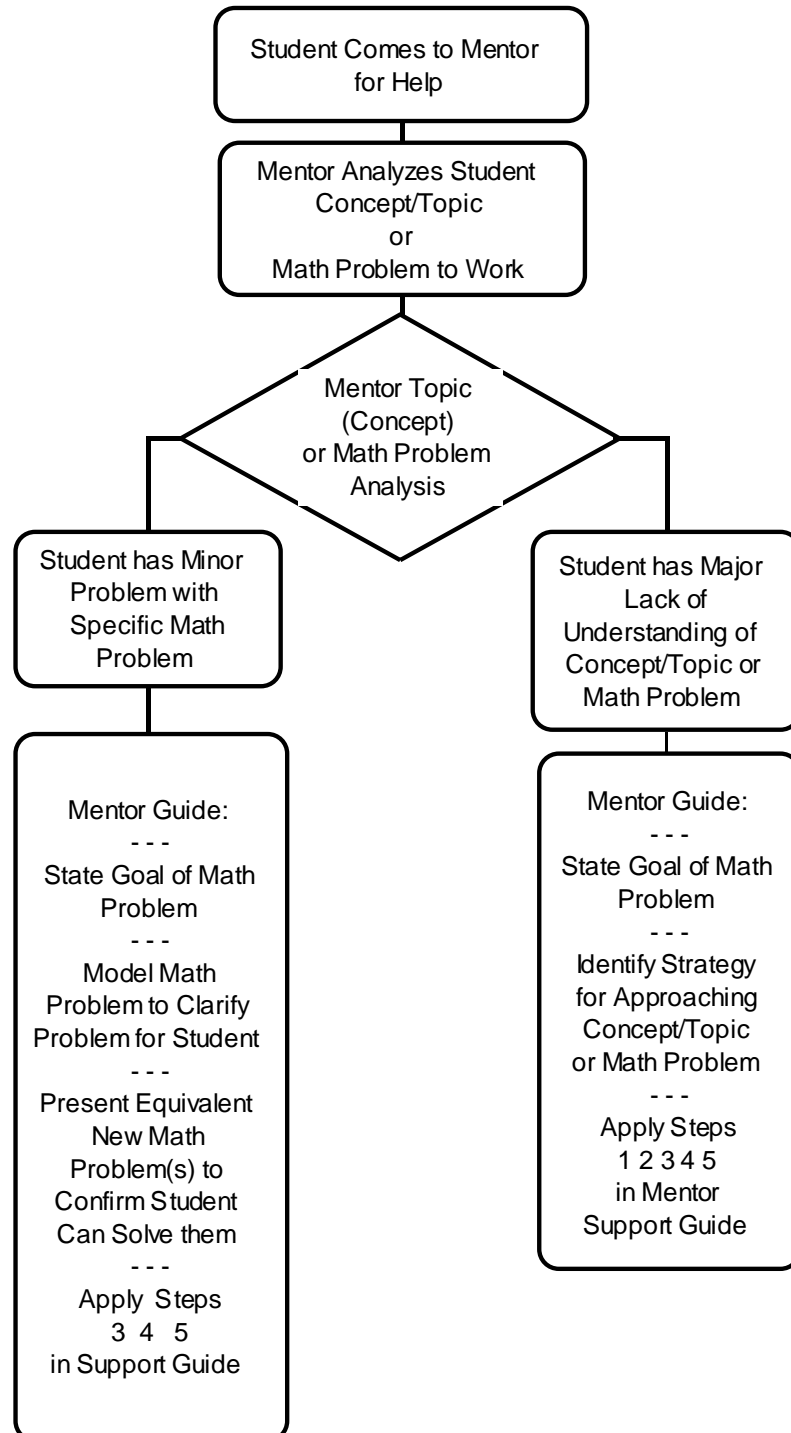 Student Comes to Mentor
for Help
Mentor Analyzes Student
Concept/Topic
or
Math Problem to Work
Mentor Topic
(Concept)
or Math Problem
Analysis
Student has Minor
Problem with
Specific Math
Problem
Student has Major
Lack of
Understanding of
Concept/Topic or
Math Problem
Mentor Guide:
- - -
State Goal of Math
Problem
- - -
Model Math
Problem to Clarify
Problem for Student
- - -
Present Equivalent
New Math
Problem(s) to
Confirm Student
Can Solve them
- - -
Apply Steps
3 4 5
in Support Guide
Mentor Guide:
- - -
State Goal of Math
Problem
- - -
Identify Strategy
for Approaching
Concept/Topic
or Math Problem
- - -
Apply Steps
1 2 3 4 5
in Mentor
Support Guide